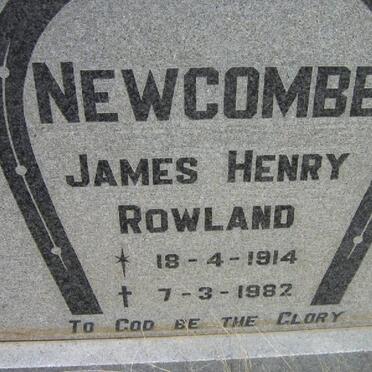 NEWCOMBE
JAMES HENRY
ROWLAND
* 18-4-1914
† 7-3-1982
TO GOD BE THE GLORY